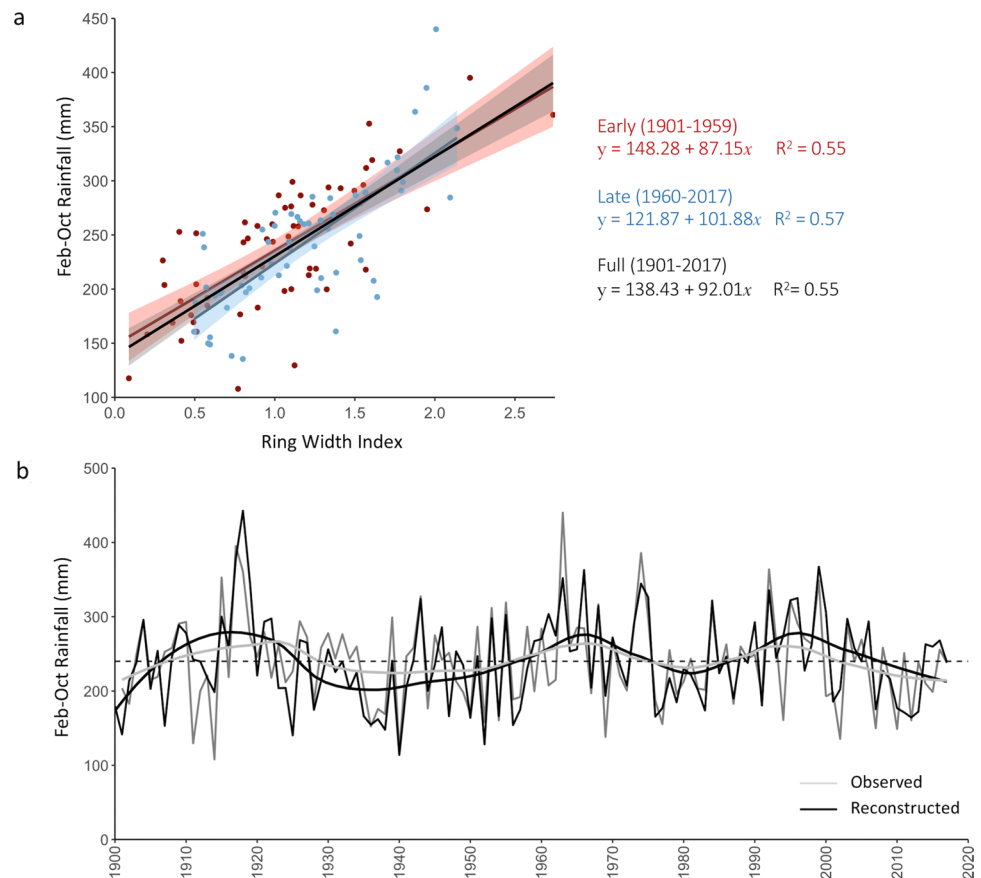 a
450
400
350
300
250
200
150
100
Feb-Oct Rainfall (mm)
0.0 0.5 1.0 1.5 2.0 2.5
Ring Width Index
Early (1901-1959)
y = 148.28 + 87.15x R² = 0.55
Late (1960-2017)
y = 121.87 + 101.88x R² = 0.57
Full (1901-2017)
y = 138.43 + 92.01x R²= 0.55
b
500
400
300
200
100
0
Feb-Oct Rainfall (mm)
Observed
Reconstructed
1900 1910 1920 1930 1940 1950 1960 1970 1980 1990 2000 2010 2020